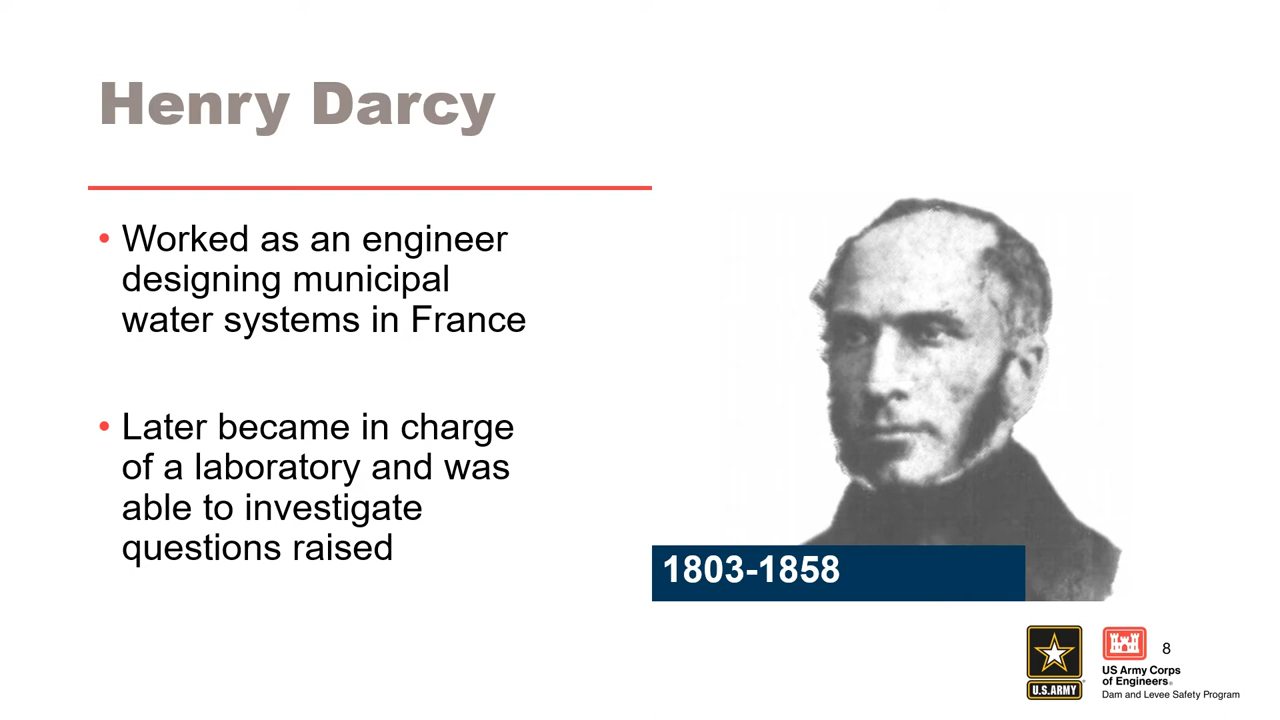 Henry Darcy
• Worked as an engineer
designing municipal
water systems in France
• Later became in charge
of a laboratory and was
able to investigate
questions raised
1803-1858
8
U.S.ARMY
US Army Corps
of Engineers®
Dam and Levee Safety Program